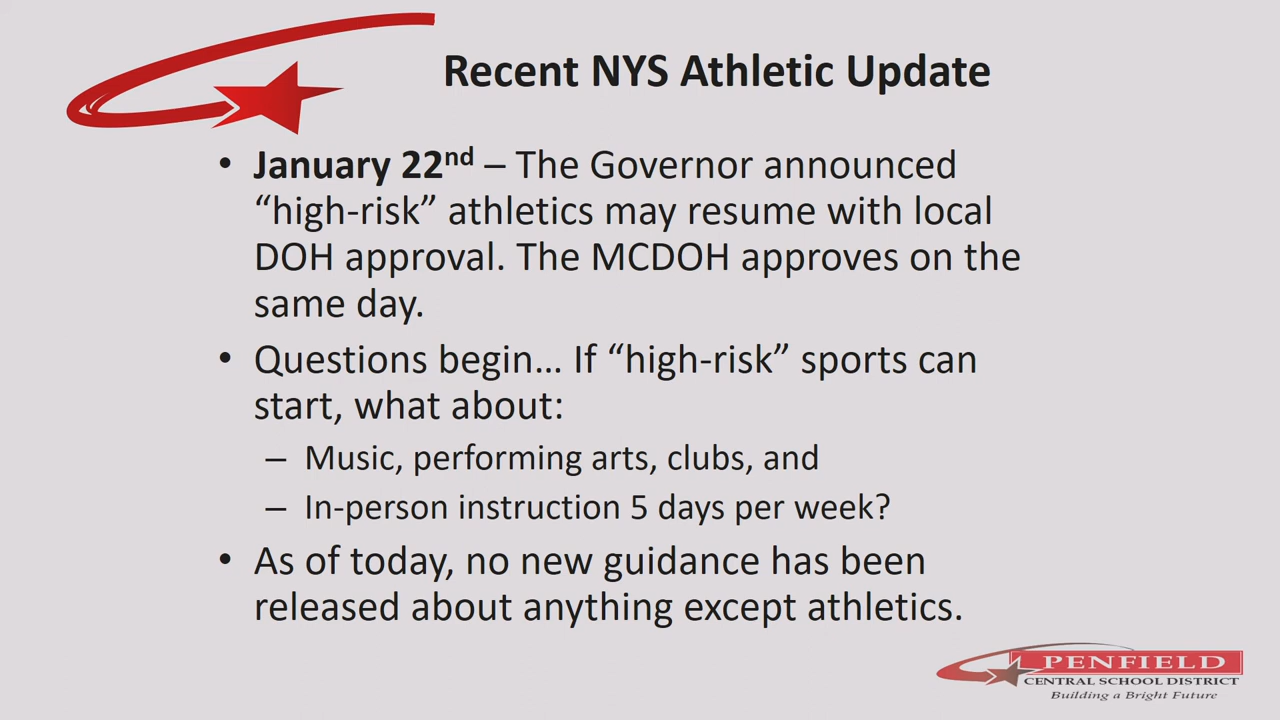 Recent NYS Athletic Update
• January 22nd – The Governor announced
“high-risk” athletics may resume with local
DOH approval. The MCDOH approves on the
same day.
• Questions begin… If “high-risk” sports can
start, what about:
– Music, performing arts, clubs, and
– In-person instruction 5 days per week?
• As of today, no new guidance has been
released about anything except athletics.
PENFIELD
CENTRAL SCHOOL DISTRICT
Building a Bright Future